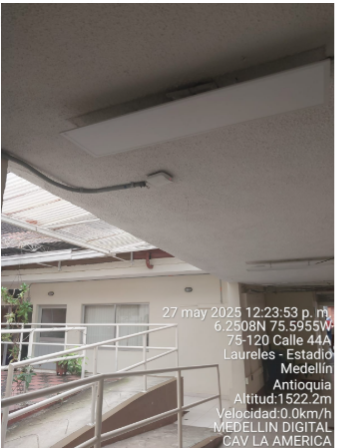 27 may 2025 12:23:53 p. m.
6.2508N 75.5955W
75-120 Calle 44A
Laureles - Estadio
Medellín
Antioquia
Altitud:1522.2m
Velocidad:0.0km/h
MEDELLIN DIGITAL
CAV LA AMERICA